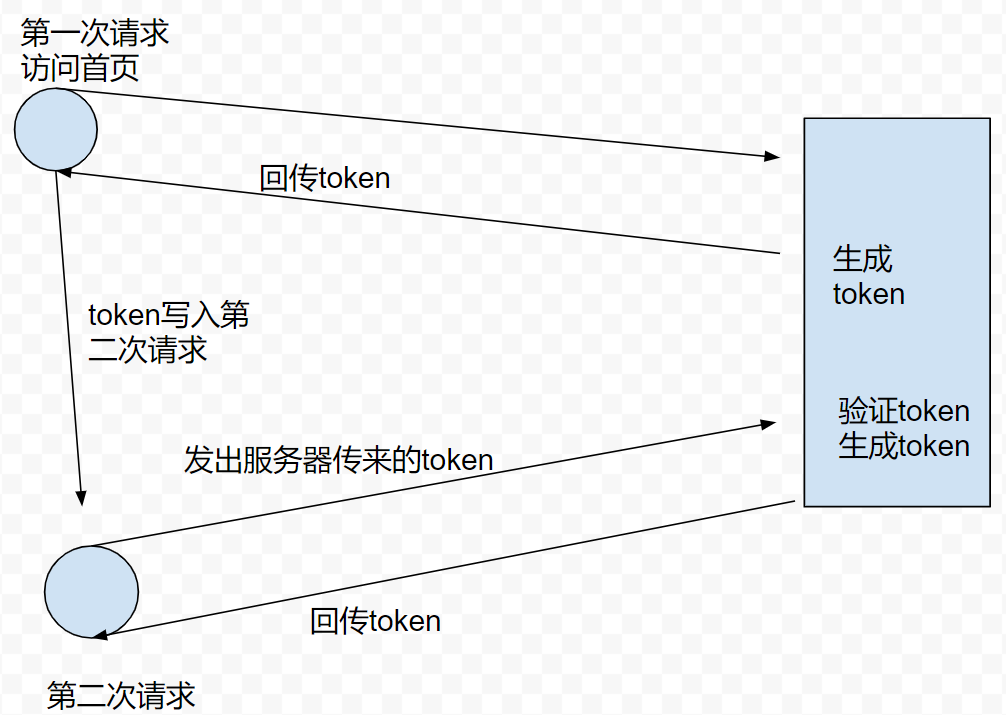 第一次请求
访问首页
回传token
生成
token
token写入第
二次请求
验证token
生成token
发出服务器传来的token
回传token
第二次请求